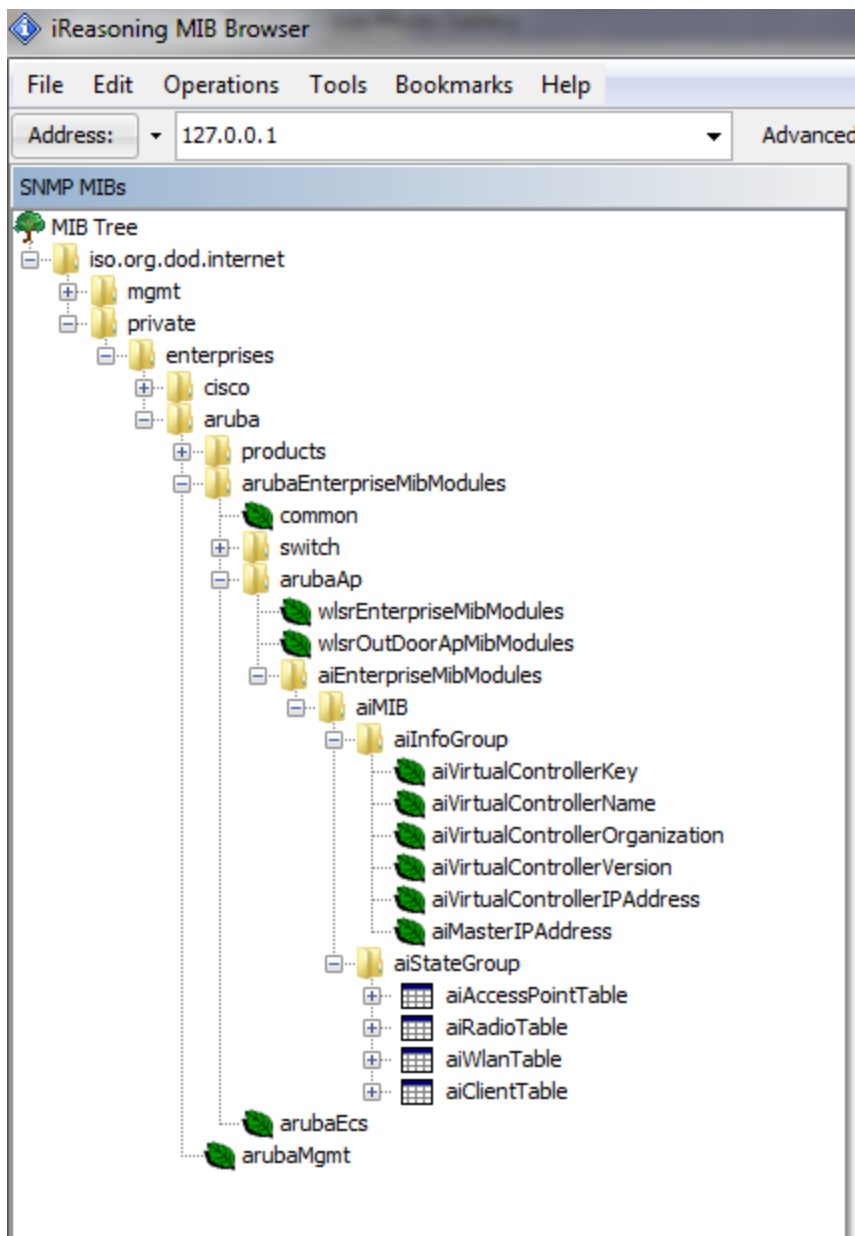 iReasoning MIB Browser
File Edit Operations Tools Bookmarks Help
Address: 127.0.0.1 Advanced
SNMP MIBs
MIB Tree
iso.org.dod.internet
mgmt
private
enterprises
cisco
aruba
products
arubaEnterpriseMibModules
common
switch
arubaAp
wlsrEnterpriseMibModules
wlsrOutDoorApMibModules
aiEnterpriseMibModules
aiMIB
aiInfoGroup
aiVirtualControllerKey
aiVirtualControllerName
aiVirtualControllerOrganization
aiVirtualControllerVersion
aiVirtualControllerIPAddress
aiMasterIPAddress
aiStateGroup
aiAccessPointTable
aiRadioTable
aiWlanTable
aiClientTable
arubaEcs
arubaMgmt